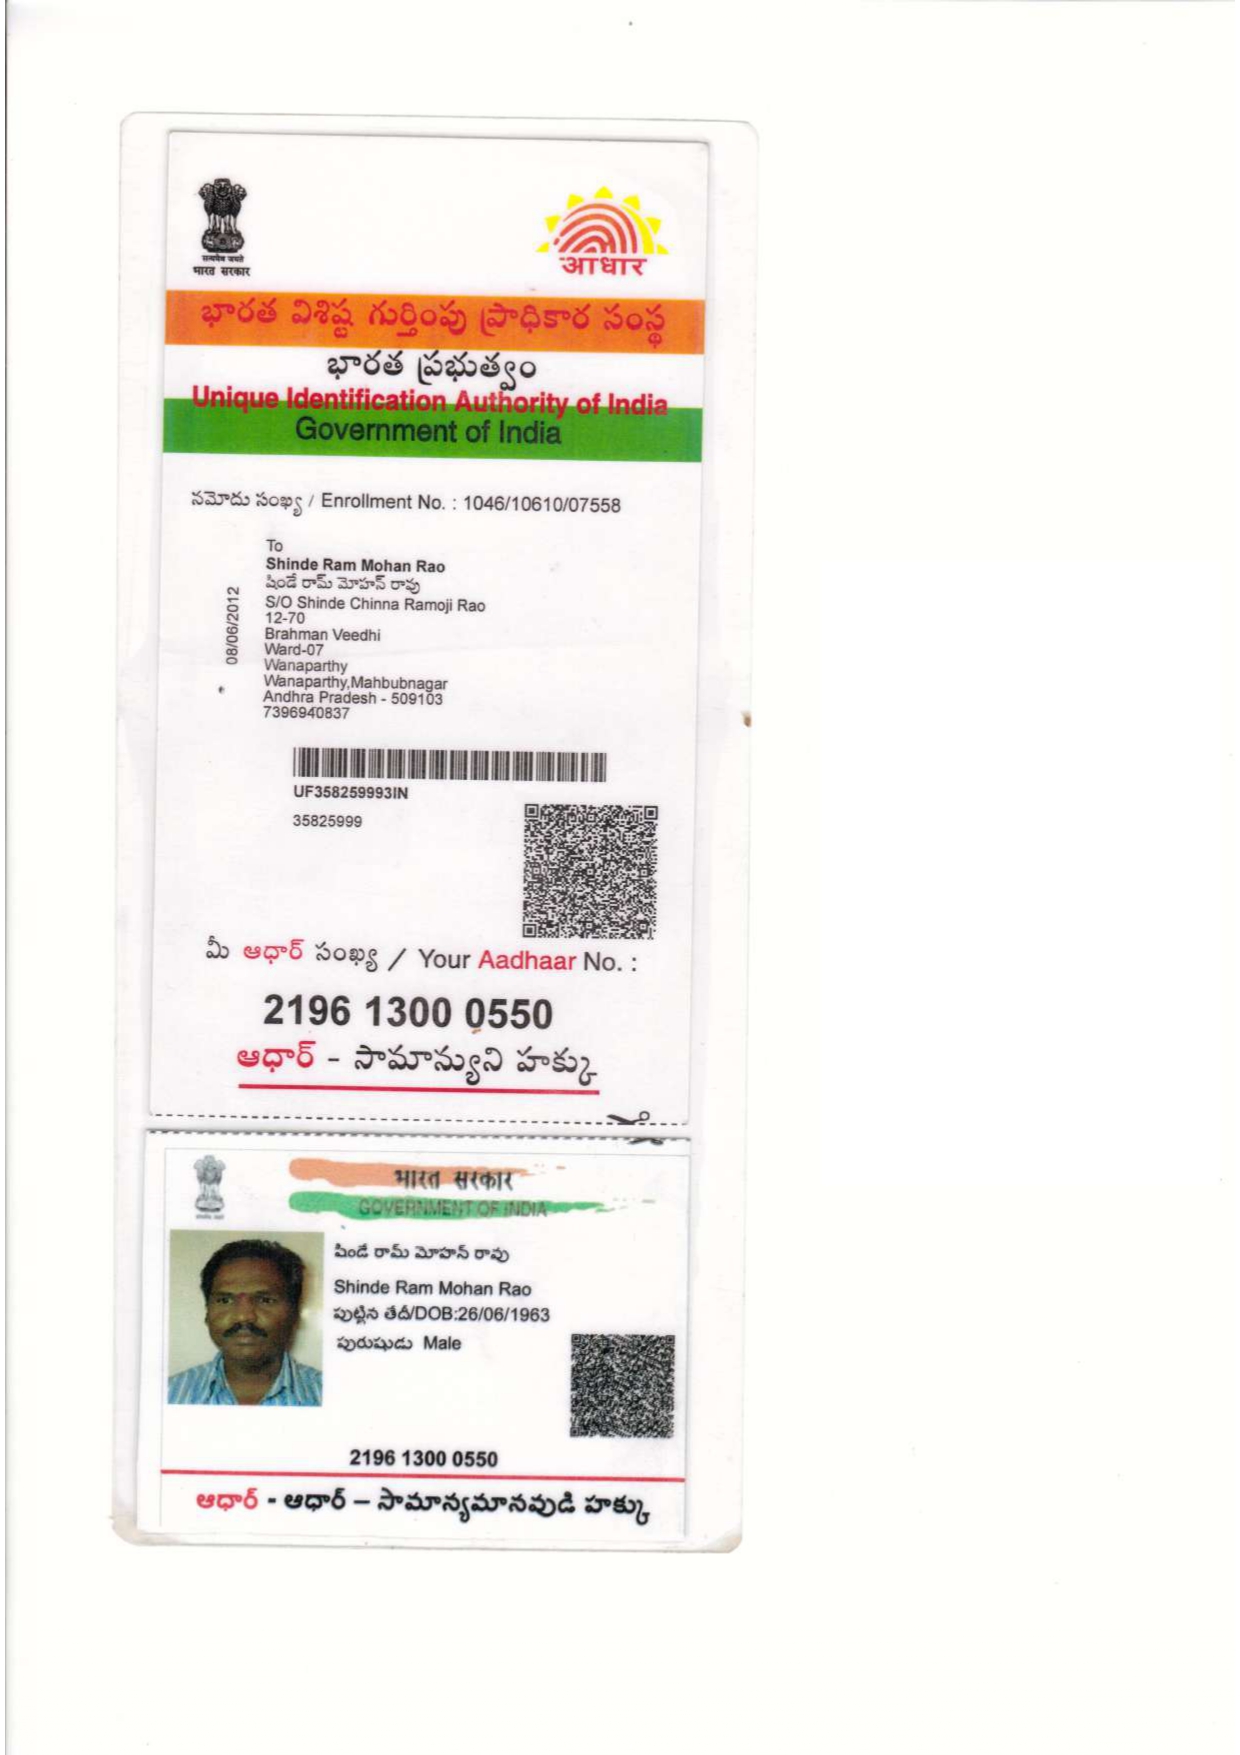 सत्यमेव जयते
भारत सरकार
आधार
భారత విశిష్ట గుర్తింపు ప్రాధికార సంస్థ
భారత ప్రభుత్వం
Unique Identification Authority of India
Government of India
నమోదు సంఖ్య / Enrollment No. : 1046/10610/07558
08/06/2012
To
Shinde Ram Mohan Rao
షిండే రామ్ మోహన్ రావు
S/O Shinde Chinna Ramoji Rao
12-70
Brahman Veedhi
Ward-07
Wanaparthy
Wanaparthy,Mahbubnagar
Andhra Pradesh - 509103
7396940837
UF358259993IN
35825999
మీ ఆధార్ సంఖ్య / Your Aadhaar No. :
2196 1300 0550
ఆధార్ - సామాన్యుని హక్కు
भारत सरकार
GOVERNMENT OF INDIA
షిండే రామ్ మోహన్ రావు
Shinde Ram Mohan Rao
పుట్టిన తేదీ/DOB:26/06/1963
పురుషుడు Male
2196 1300 0550
ఆధార్ - ఆధార్ – సామాన్యమానవుడి హక్కు